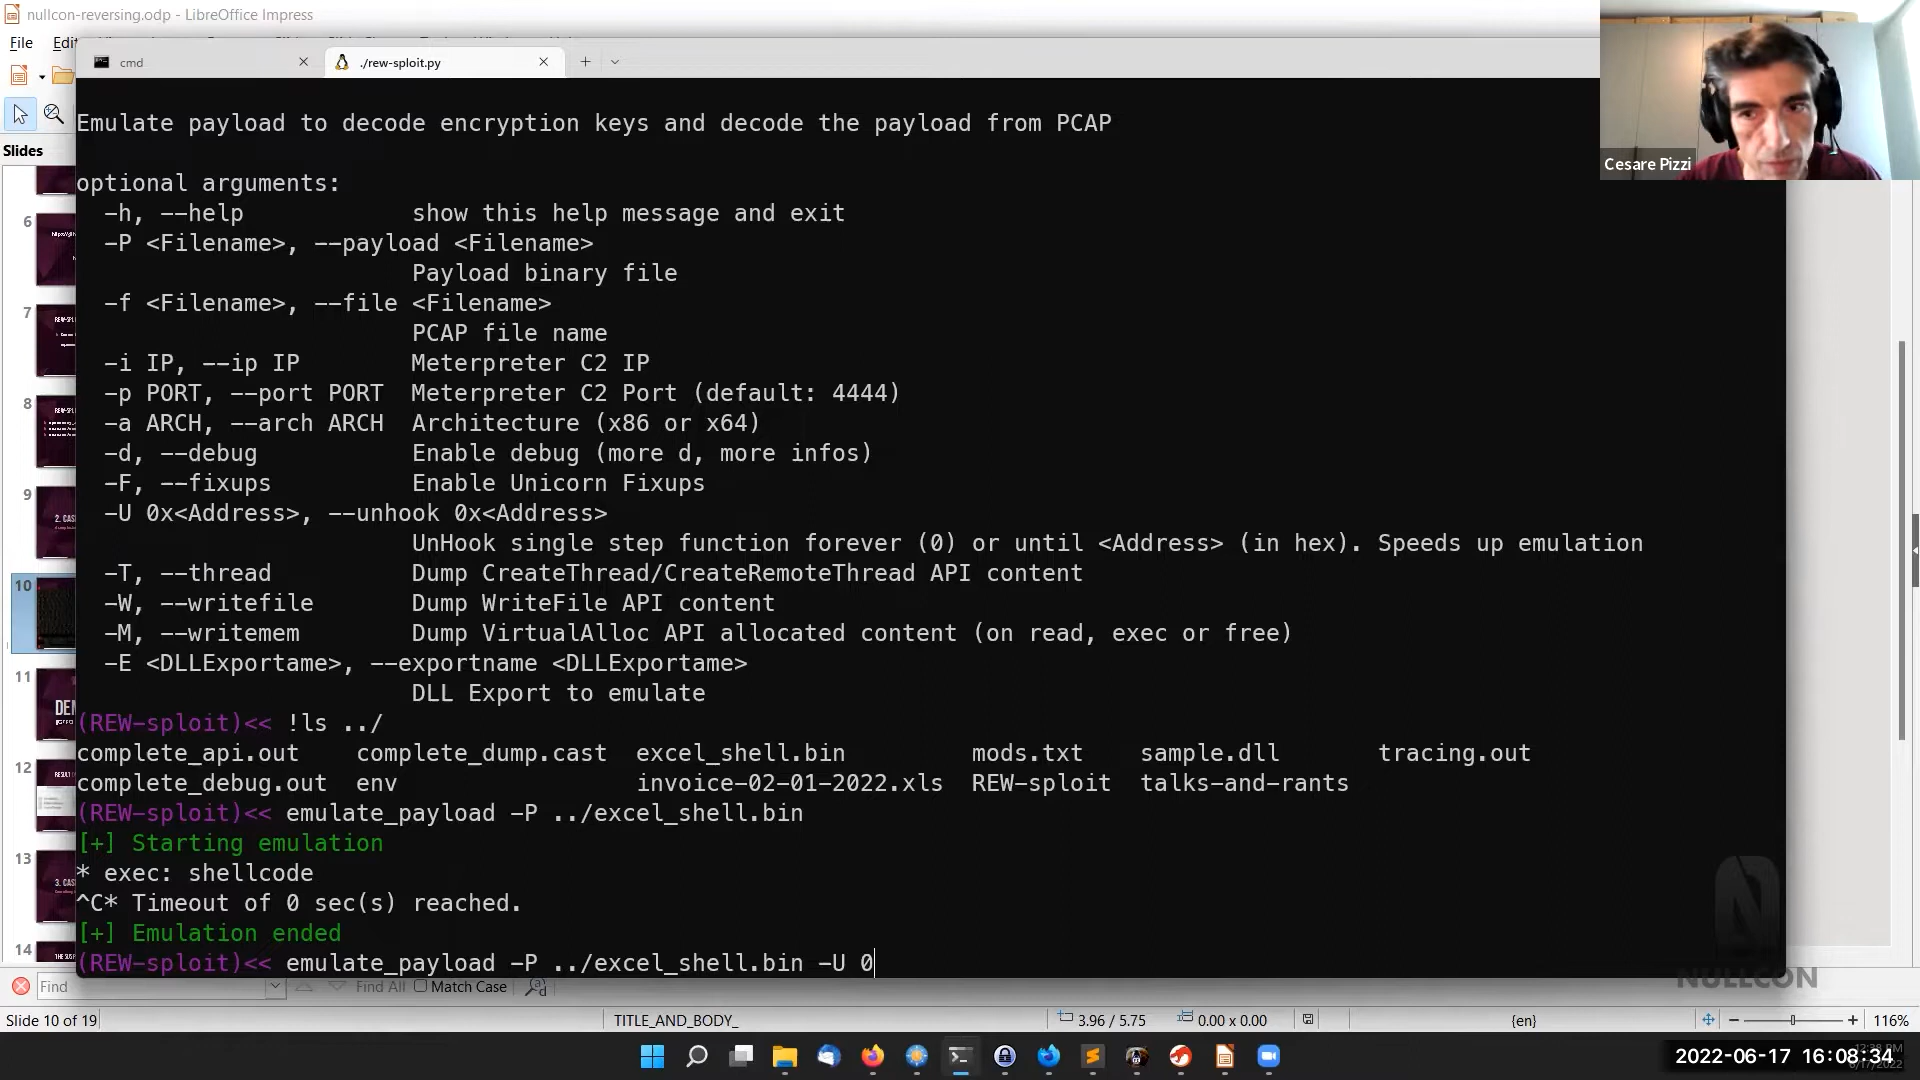 nullcon-reversing.odp - LibreOffice Impress
File Edit
cmd
./rew-sploit.py
Cesare Pizzi
Slides
6
7
8
9
10
11
12
13
14
Emulate payload to decode encryption keys and decode the payload from PCAP
optional arguments:
-h, --help show this help message and exit
-P <Filename>, --payload <Filename>
Payload binary file
-f <Filename>, --file <Filename>
PCAP file name
-i IP, --ip IP Meterpreter C2 IP
-p PORT, --port PORT Meterpreter C2 Port (default: 4444)
-a ARCH, --arch ARCH Architecture (x86 or x64)
-d, --debug Enable debug (more d, more infos)
-F, --fixups Enable Unicorn Fixups
-U 0x<Address>, --unhook 0x<Address>
UnHook single step function forever (0) or until <Address> (in hex). Speeds up emulation
-T, --thread Dump CreateThread/CreateRemoteThread API content
-W, --writefile Dump WriteFile API content
-M, --writemem Dump VirtualAlloc API allocated content (on read, exec or free)
-E <DLLExportame>, --exportname <DLLExportame>
DLL Export to emulate
(REW-sploit)<< !ls ../
complete_api.out complete_dump.cast excel_shell.bin mods.txt sample.dll tracing.out
complete_debug.out env invoice-02-01-2022.xls REW-sploit talks-and-rants
(REW-sploit)<< emulate_payload -P ../excel_shell.bin
[+] Starting emulation
* exec: shellcode
^C* Timeout of 0 sec(s) reached.
[+] Emulation ended
(REW-sploit)<< emulate_payload -P ../excel_shell.bin -U 0
NULLCON
Find
Find All
Match Case
Slide 10 of 19
TITLE_AND_BODY_
3.96 / 5.75
0.00 x 0.00
{en}
116%
2022-06-17 16:08:34